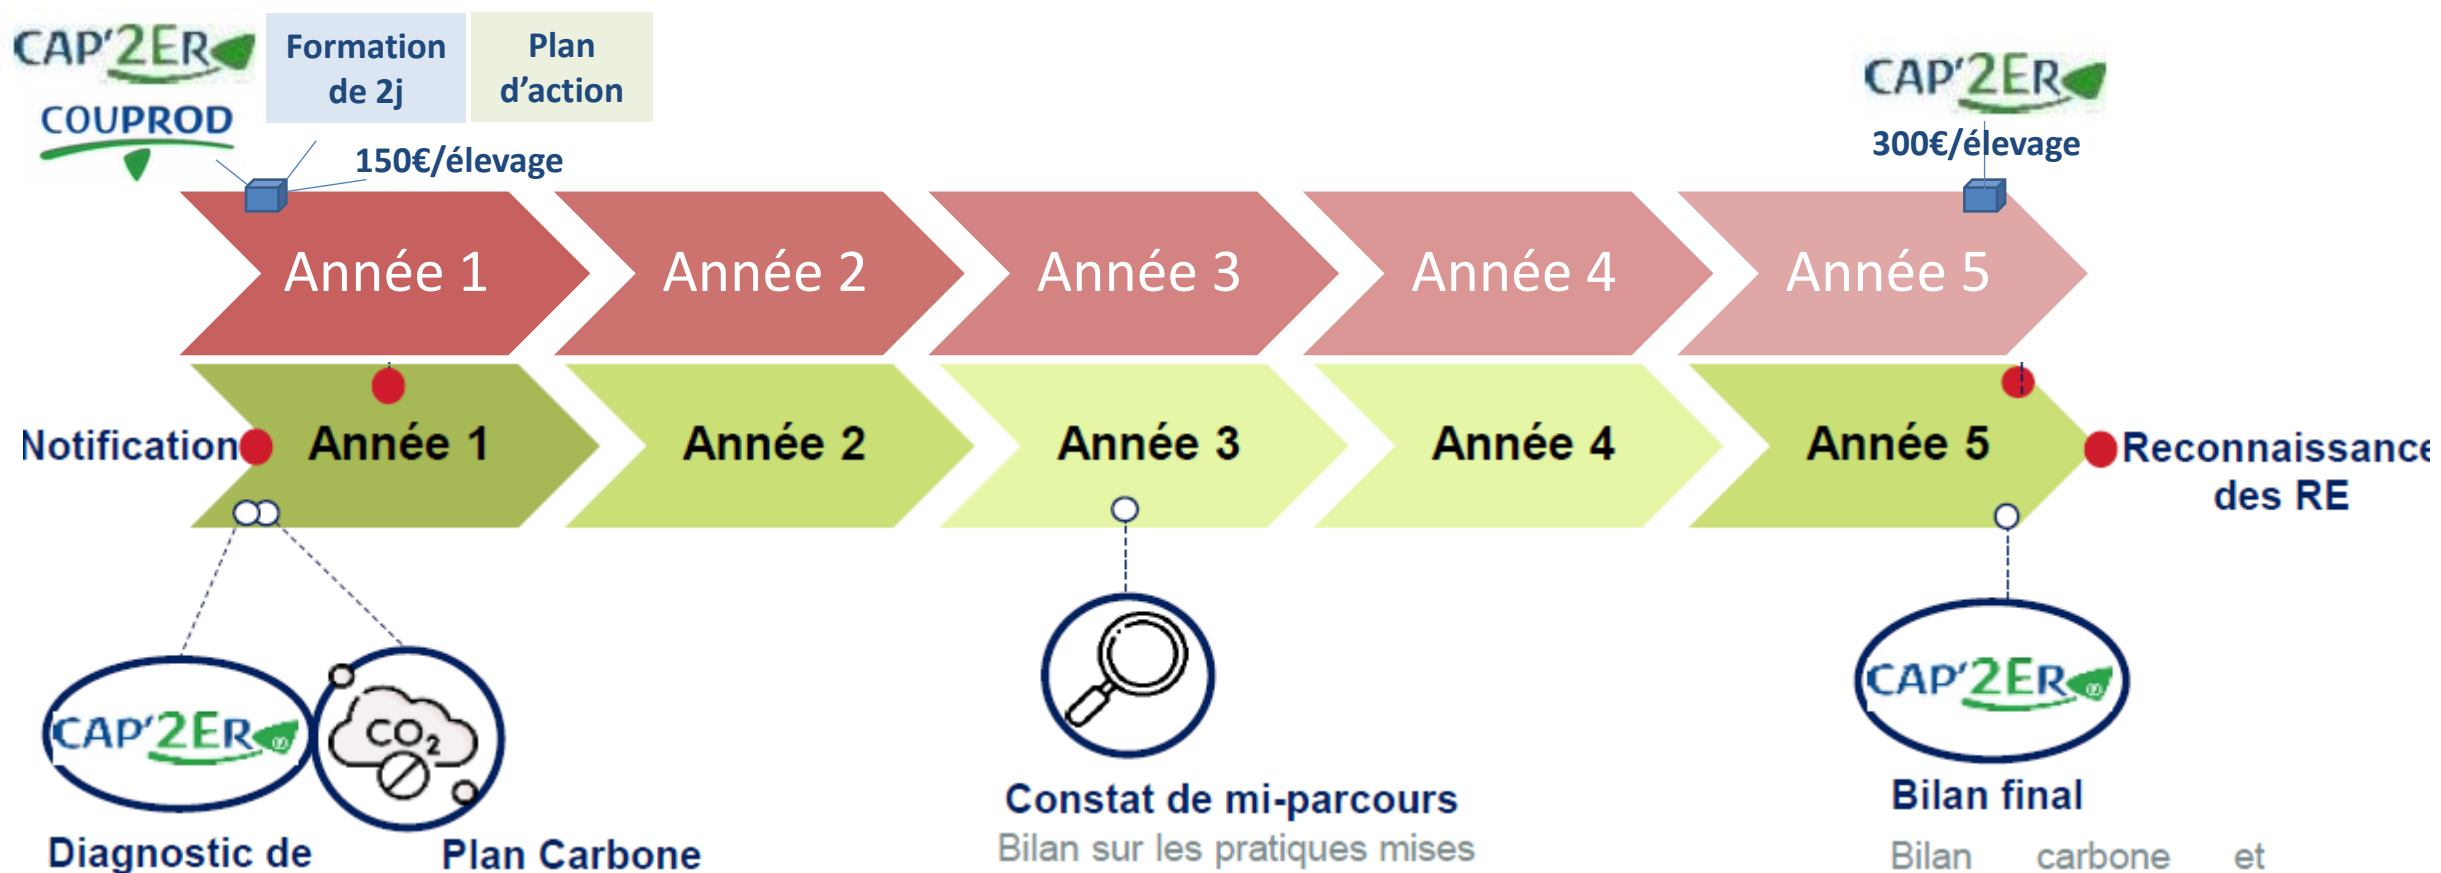 CAP'2ER
COUPROD
Formation
de 2j
Plan
d'action
150€/élevage
CAP'2ER
300€/élevage
Année 1
Année 2
Année 3
Année 4
Année 5
Notification
Année 1
Année 2
Année 3
Année 4
Année 5
Reconnaissance
des RE
CAP'2ER
CO2
CAP'2ER
Diagnostic de
Plan Carbone
Constat de mi-parcours
Bilan sur les pratiques mises
Bilan final
Bilan carbone et